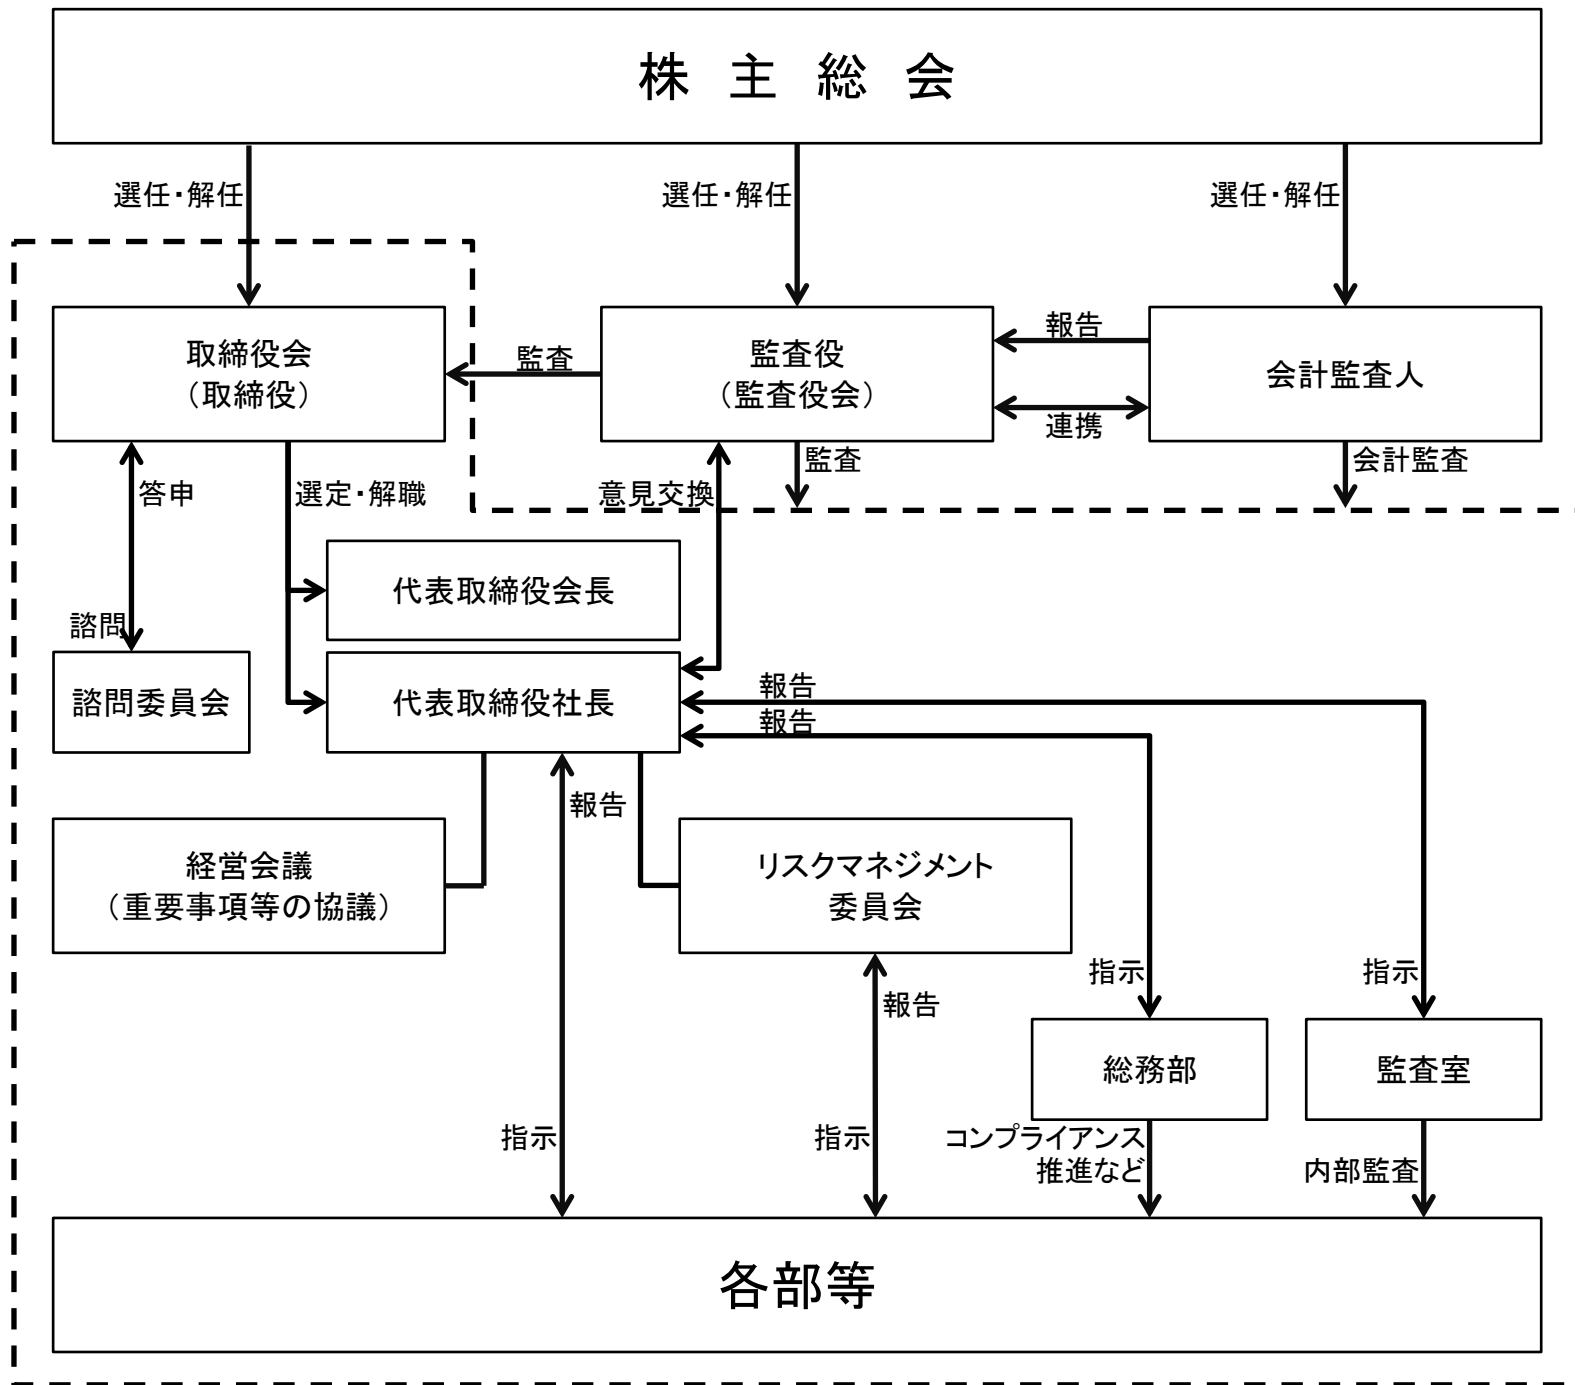 株 主 総 会
選任・解任
選任・解任
選任・解任
取締役会
（取締役）
監査
監査役
（監査役会）
報告
連携
会計監査人
答申
選定・解職
意見交換
監査
会計監査
代表取締役会長
諮問
諮問委員会
代表取締役社長
報告
報告
報告
経営会議
（重要事項等の協議）
リスクマネジメント
委員会
指示
指示
報告
総務部
監査室
指示
指示
コンプライアンス
推進など
内部監査
各部等